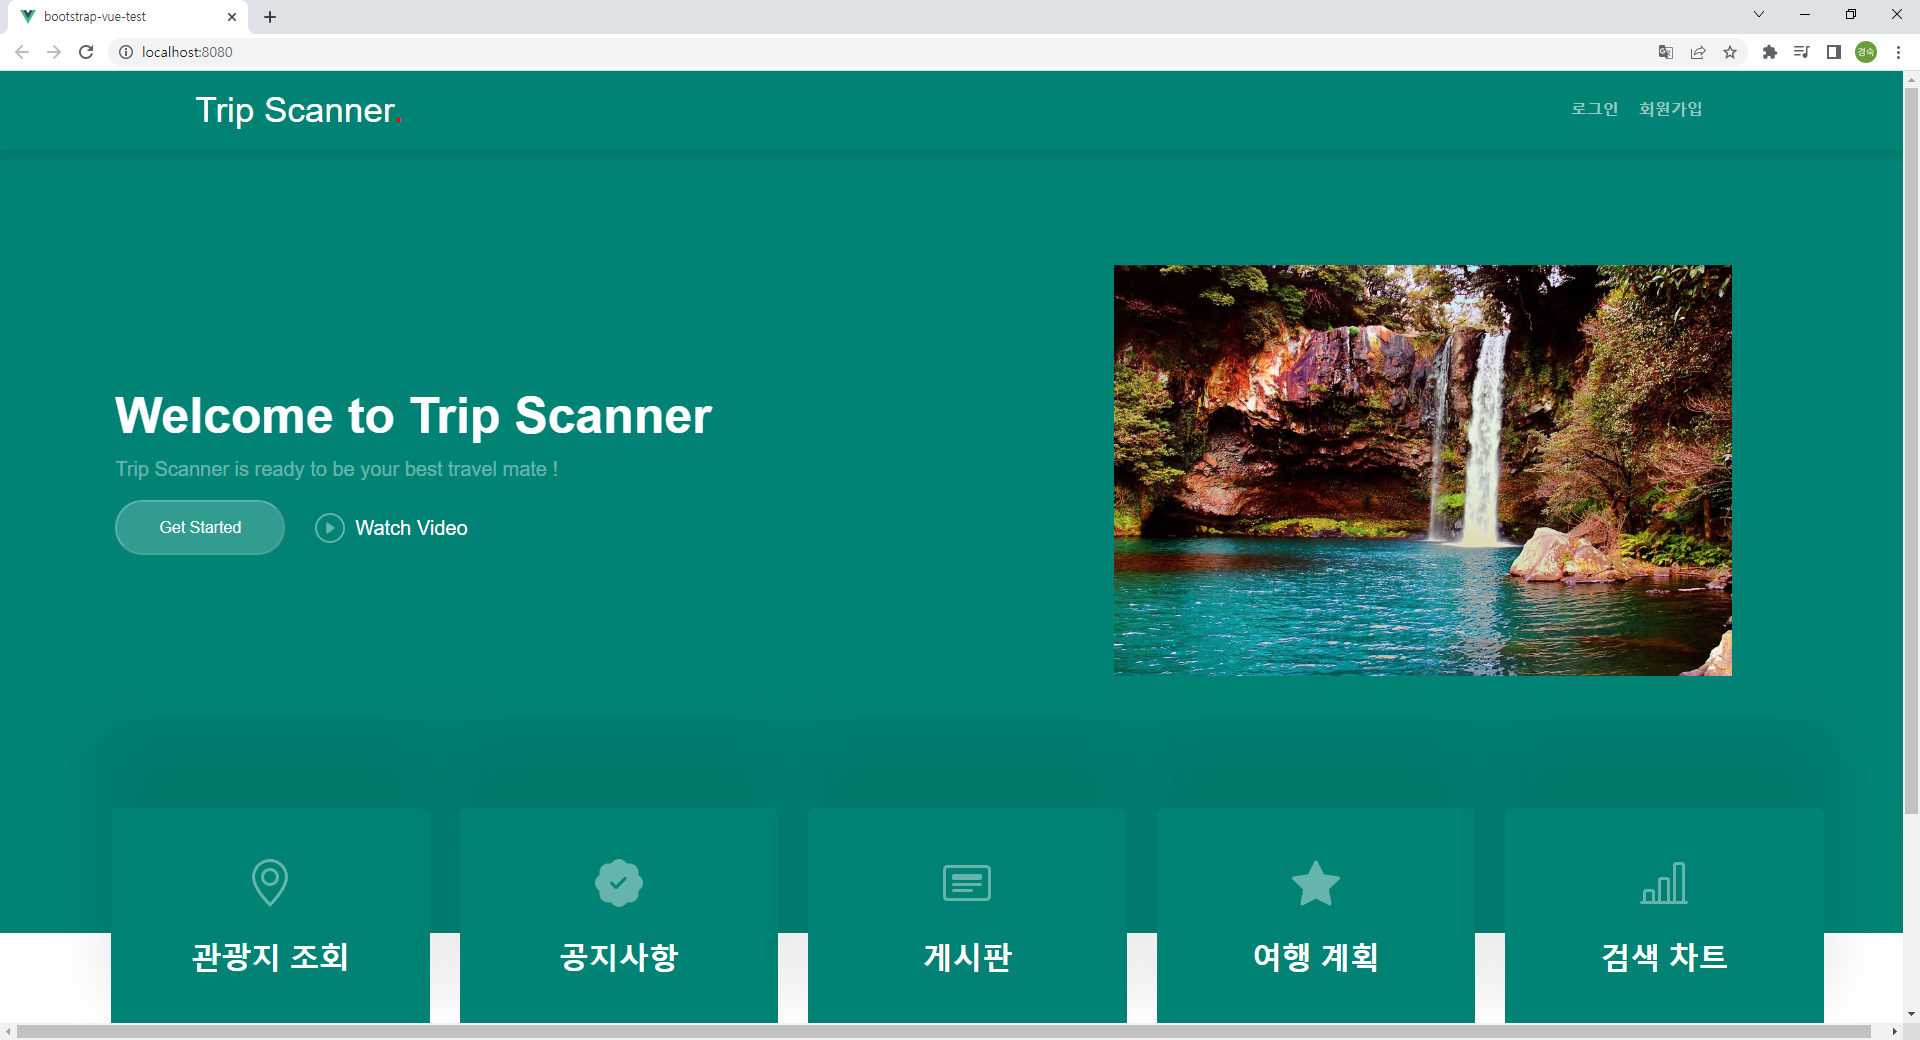 bootstrap-vue-test
localhost:8080
경숙
Trip Scanner.
로그인 회원가입
Welcome to Trip Scanner
Trip Scanner is ready to be your best travel mate !
Get Started
Watch Video
관광지 조회
공지사항
게시판
여행 계획
검색 차트